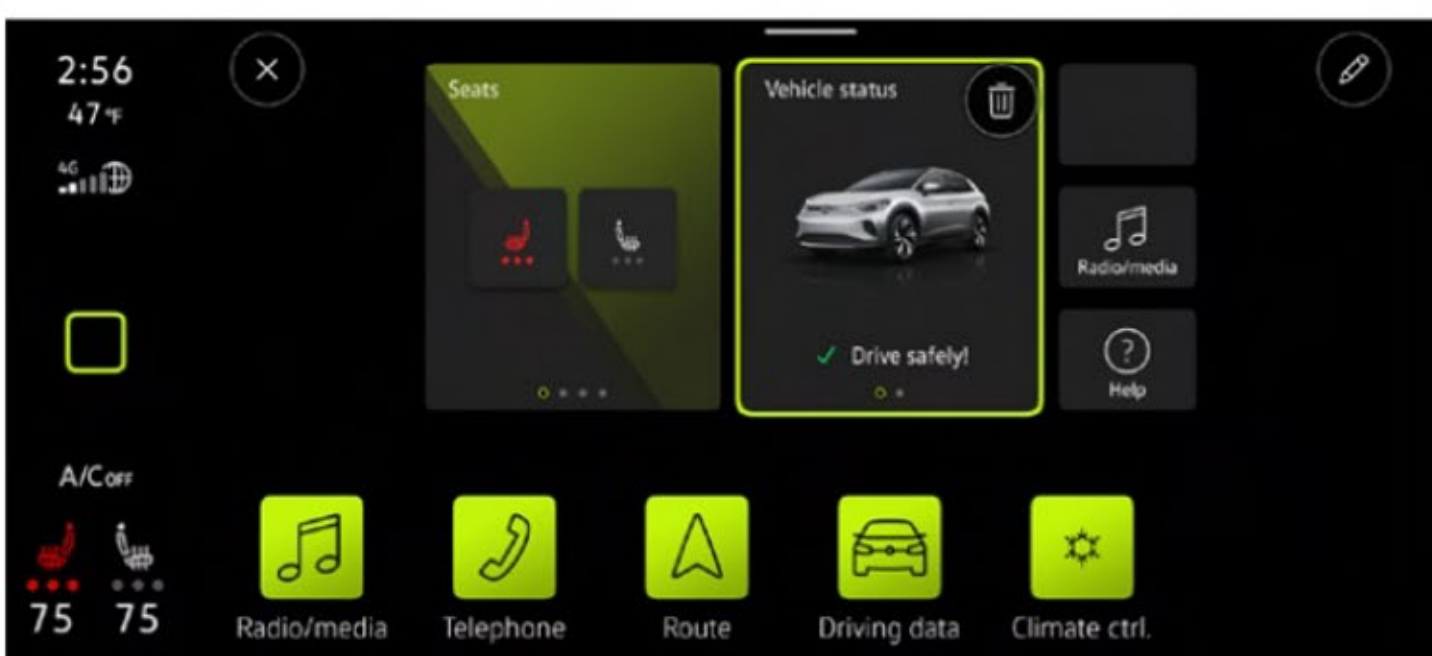 2:56
47 °F
4G
Seats
Vehicle status
Radio/media
Drive safely!
Help
A/C OFF
75 75
Radio/media
Telephone
Route
Driving data
Climate ctrl.